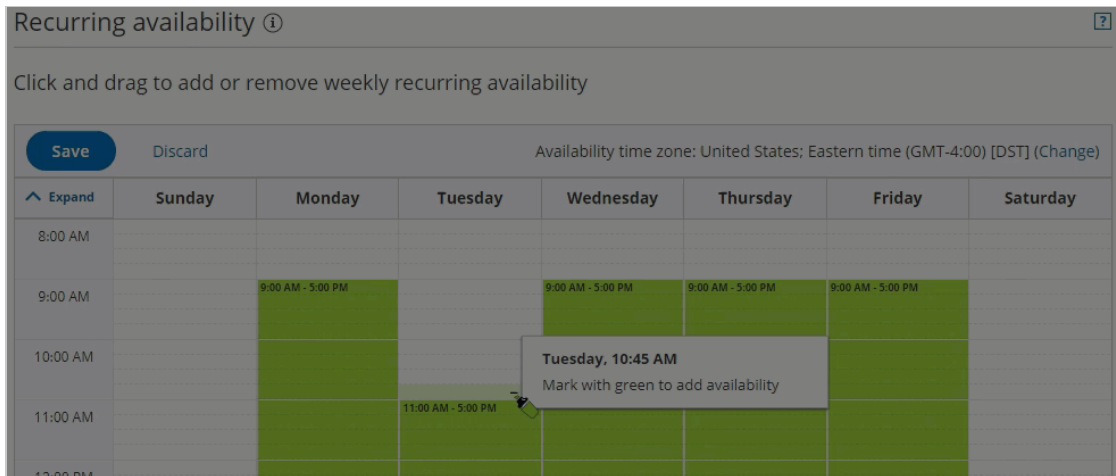 Recurring availability
Click and drag to add or remove weekly recurring availability
Save Discard Availability time zone: United States; Eastern time (GMT-4:00) [DST] (Change)
Expand Sunday Monday Tuesday Wednesday Thursday Friday Saturday
8:00 AM
9:00 AM 9:00 AM - 5:00 PM 9:00 AM - 5:00 PM 9:00 AM - 5:00 PM 9:00 AM - 5:00 PM
10:00 AM
Tuesday, 10:45 AM
Mark with green to add availability
11:00 AM 11:00 AM - 5:00 PM
12:00 PM